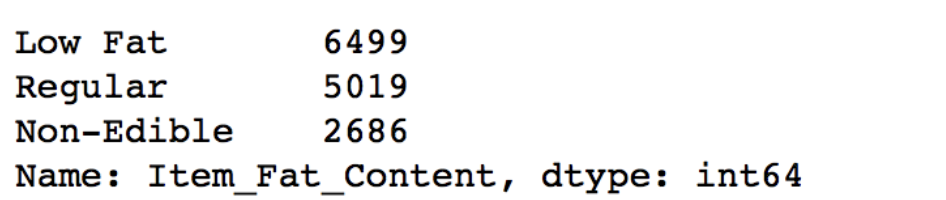 Low Fat       6499
Regular       5019
Non-Edible    2686
Name: Item_Fat_Content, dtype: int64